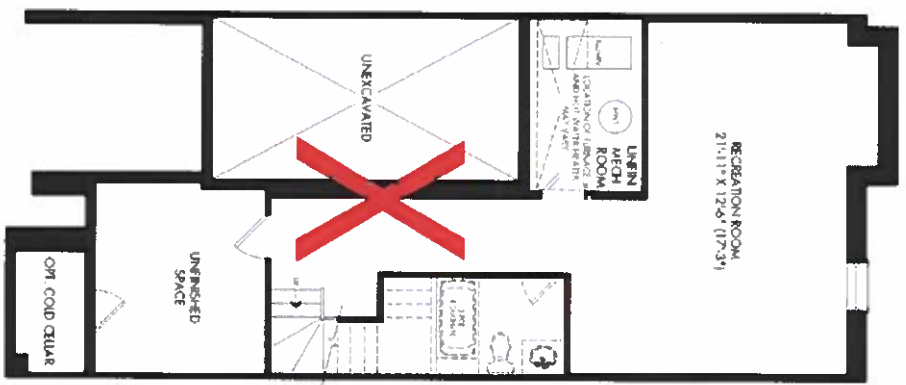 UNEXCAVATED
LOCATION OF FURNACE
AND HOT WATER HEATER
MAY VARY
HWT
UNFIN
MECH
ROOM
RECREATION ROOM
21'-11" X 12'-6" (17'-3")
UNFINISHED
SPACE
OPT. COLD CELLAR